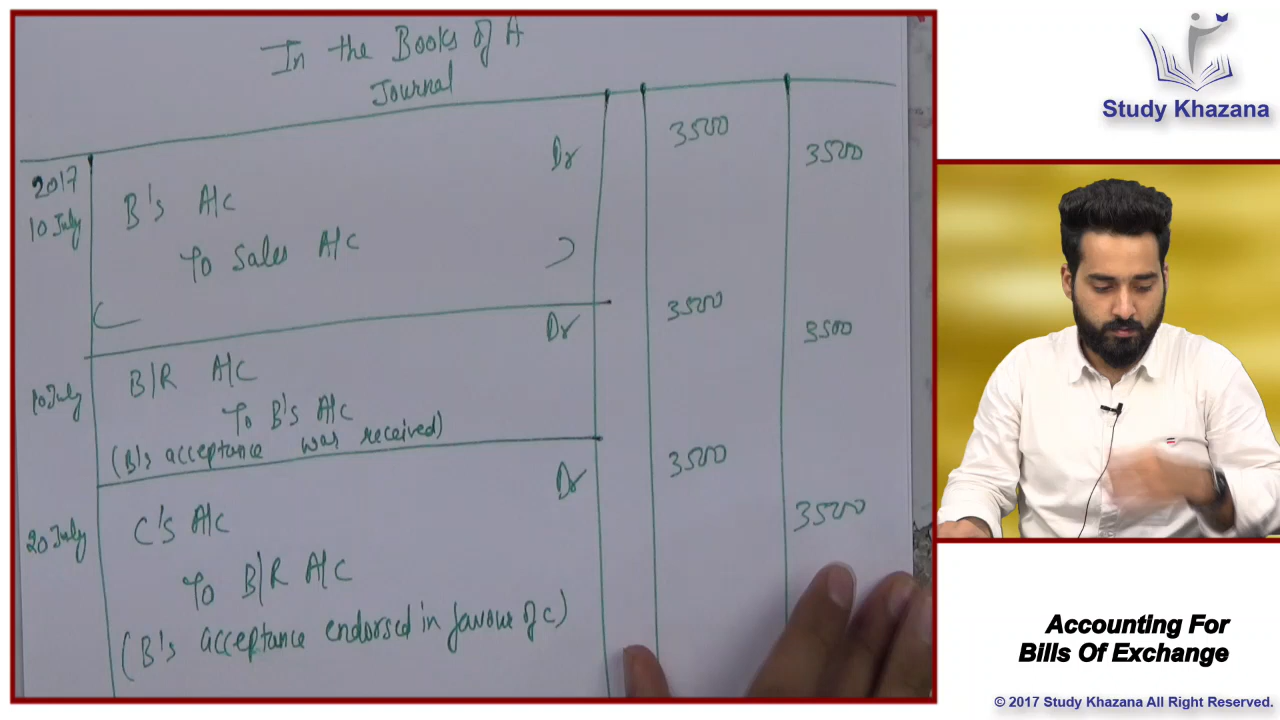 In the Books of A
Journal
2017
10 July
B's A/c Dr 3500
To Sales A/c 3500
10 July
B/R A/c Dr 3500
To B's A/c 3500
(B's acceptance was received)
20 July
C's A/c Dr 3500
To B/R A/c 3500
(B's acceptance endorsed in favour of C)
Study Khazana
Accounting For
Bills Of Exchange
© 2017 Study Khazana All Right Reserved.